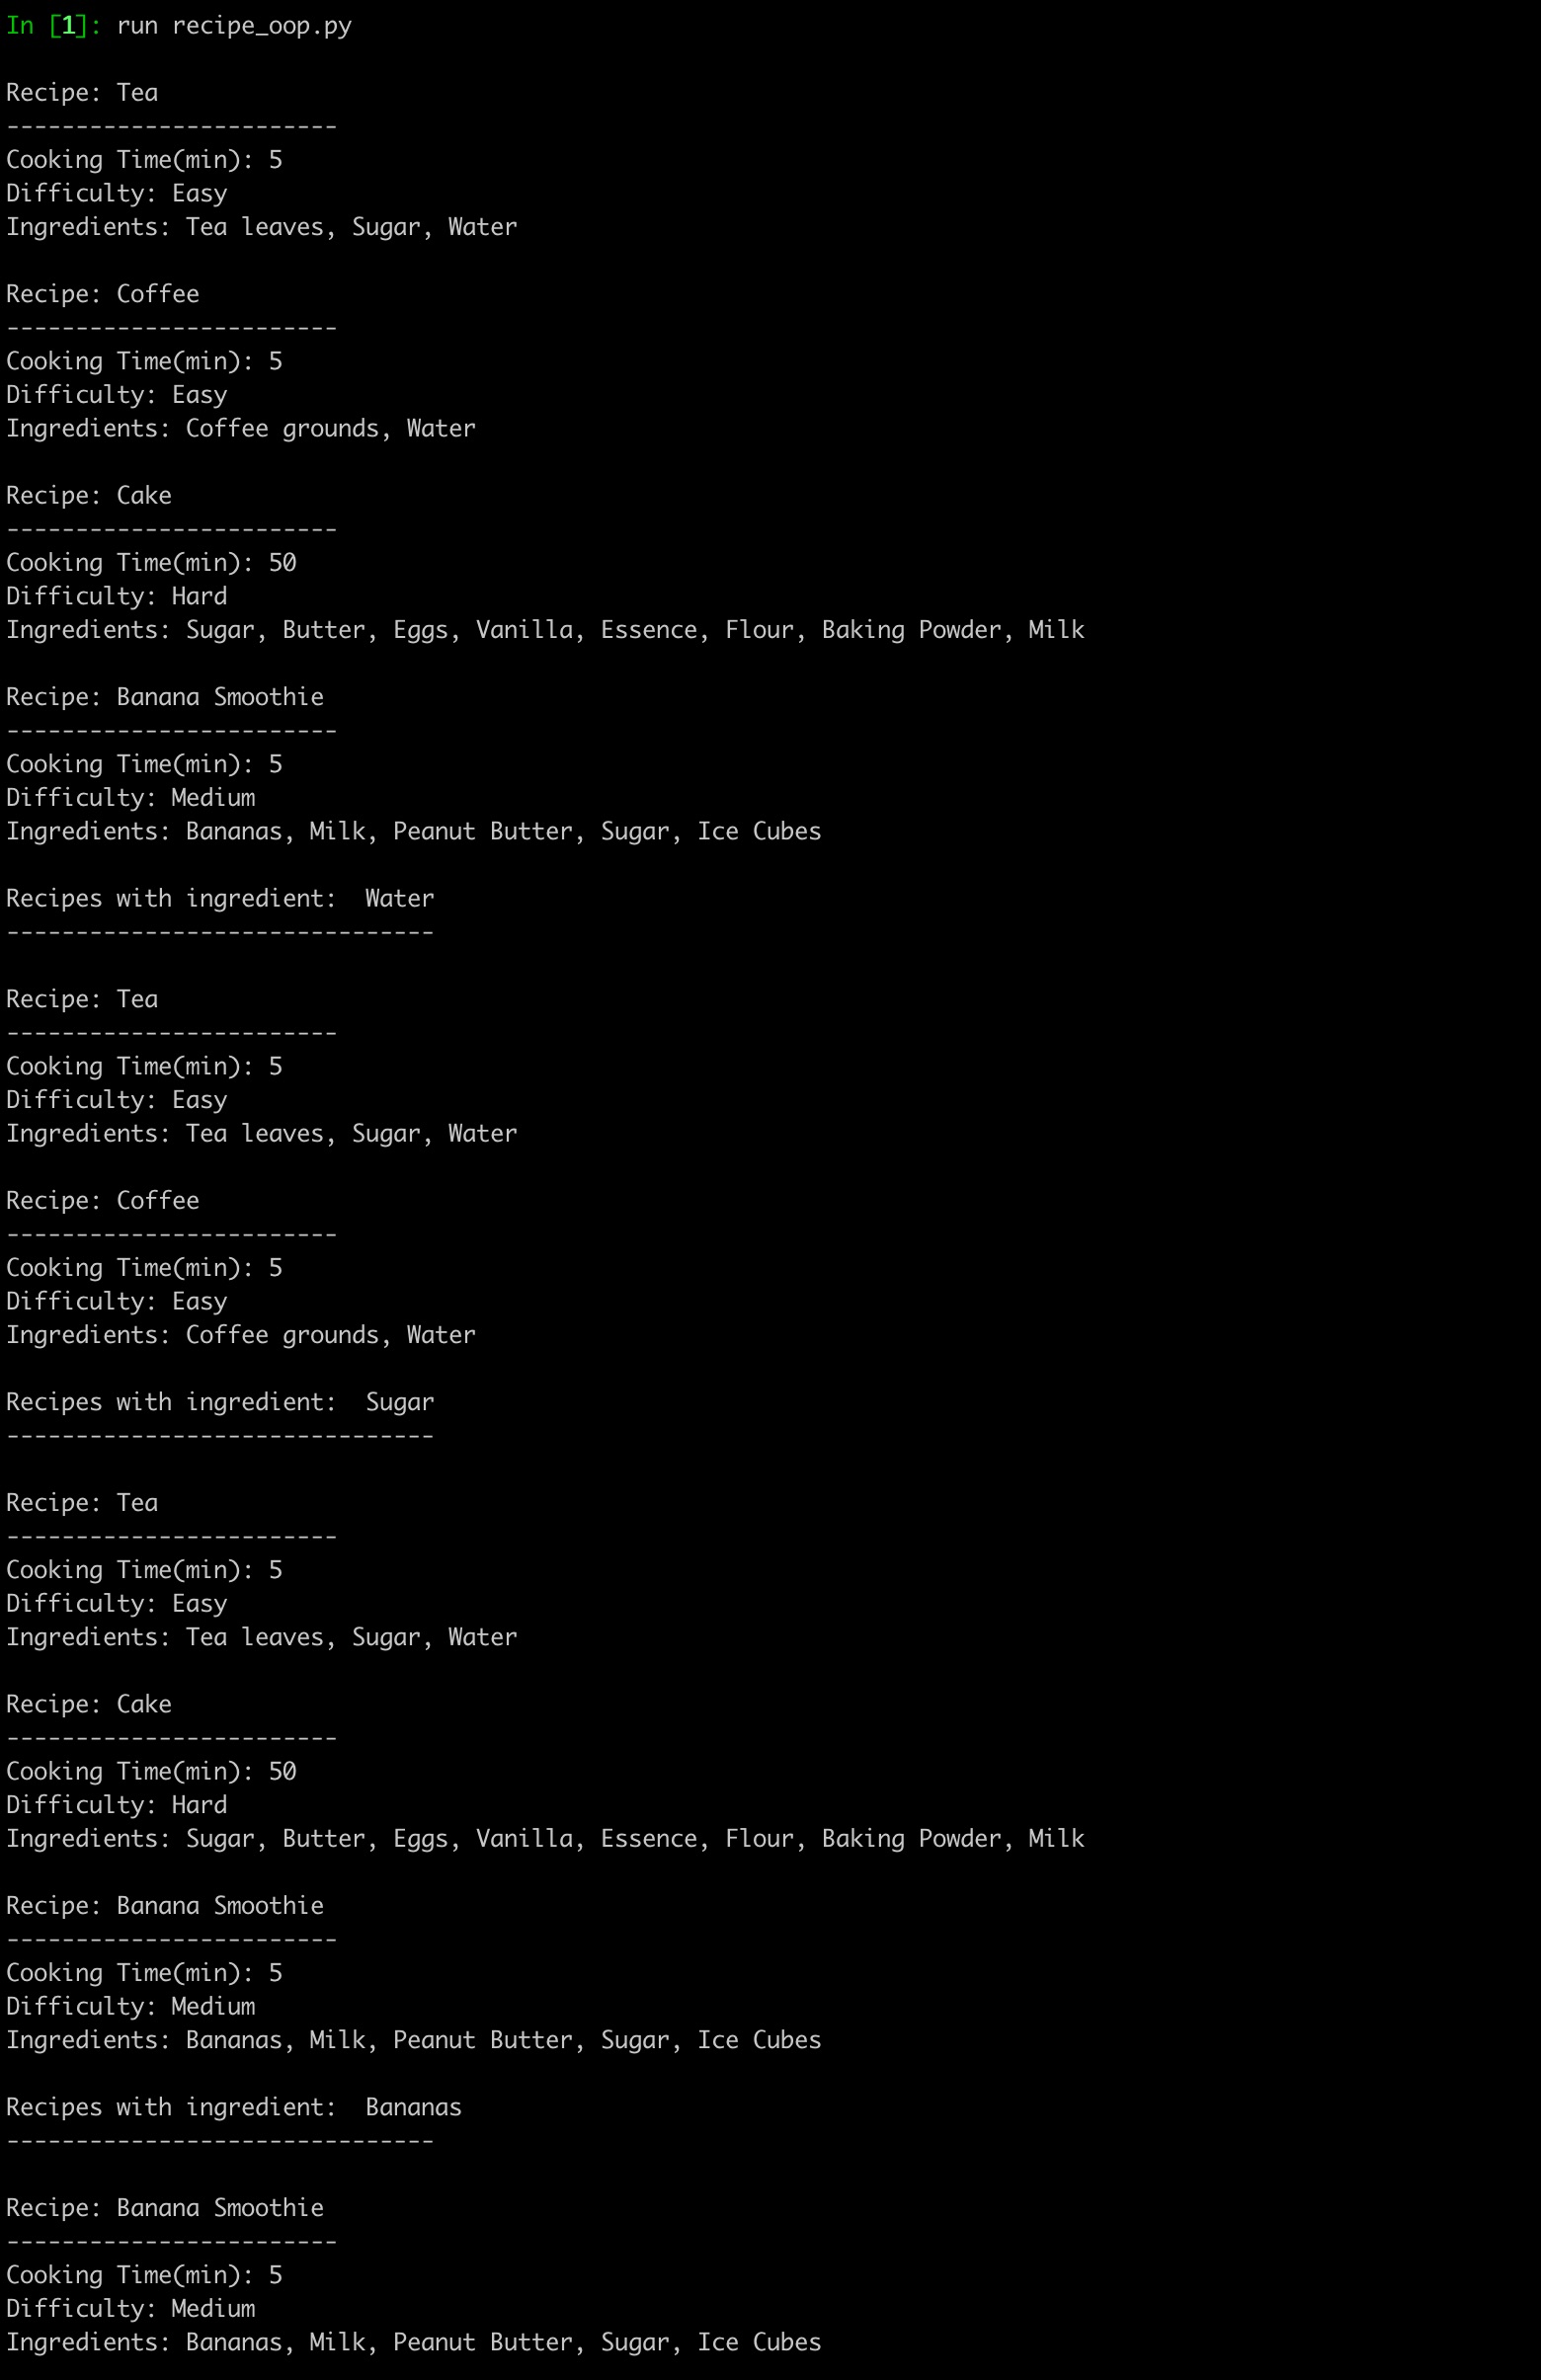 In [1]: run recipe_oop.py
Recipe: Tea
------------------------
Cooking Time(min): 5
Difficulty: Easy
Ingredients: Tea leaves, Sugar, Water
Recipe: Coffee
------------------------
Cooking Time(min): 5
Difficulty: Easy
Ingredients: Coffee grounds, Water
Recipe: Cake
------------------------
Cooking Time(min): 50
Difficulty: Hard
Ingredients: Sugar, Butter, Eggs, Vanilla, Essence, Flour, Baking Powder, Milk
Recipe: Banana Smoothie
------------------------
Cooking Time(min): 5
Difficulty: Medium
Ingredients: Bananas, Milk, Peanut Butter, Sugar, Ice Cubes
Recipes with ingredient:  Water
-------------------------------
Recipe: Tea
------------------------
Cooking Time(min): 5
Difficulty: Easy
Ingredients: Tea leaves, Sugar, Water
Recipe: Coffee
------------------------
Cooking Time(min): 5
Difficulty: Easy
Ingredients: Coffee grounds, Water
Recipes with ingredient:  Sugar
-------------------------------
Recipe: Tea
------------------------
Cooking Time(min): 5
Difficulty: Easy
Ingredients: Tea leaves, Sugar, Water
Recipe: Cake
------------------------
Cooking Time(min): 50
Difficulty: Hard
Ingredients: Sugar, Butter, Eggs, Vanilla, Essence, Flour, Baking Powder, Milk
Recipe: Banana Smoothie
------------------------
Cooking Time(min): 5
Difficulty: Medium
Ingredients: Bananas, Milk, Peanut Butter, Sugar, Ice Cubes
Recipes with ingredient:  Bananas
-------------------------------
Recipe: Banana Smoothie
------------------------
Cooking Time(min): 5
Difficulty: Medium
Ingredients: Bananas, Milk, Peanut Butter, Sugar, Ice Cubes